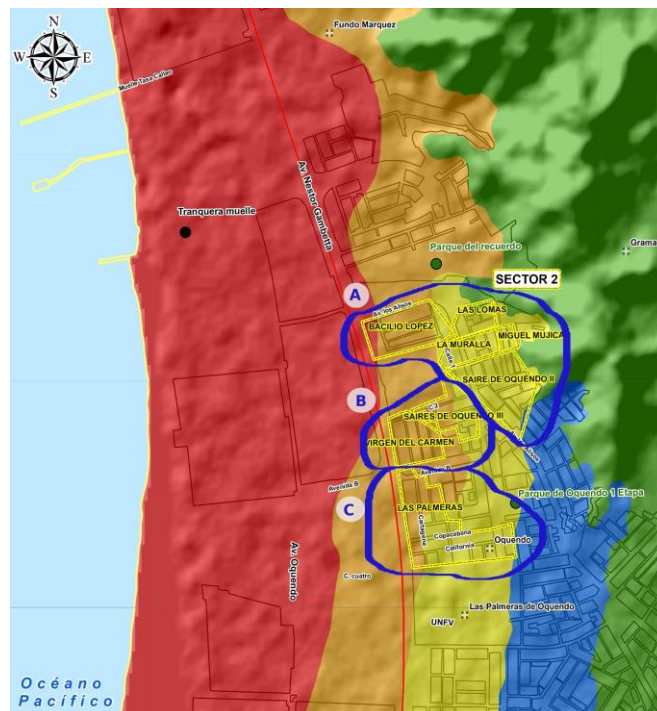 N
W E
S
Fundo Marquez
Muelle Tasa Callao
Av. Nestor Gambetta
Tranquera muelle
Parque del recuerdo
Grama
SECTOR 2
A
Av. los Alisos
LAS LOMAS
BACILIO LOPEZ
MIGUEL MUJICA
LA MURALLA
Calle 1
SAIRE DE OQUENDO II
B
SAIRES DE OQUENDO III
VIRGEN DEL CARMEN
Avenida B
C
LAS PALMERAS
Parque de Oquendo 1 Etapa
Cartagena
Copacabana
California
Oquendo
Av. Oquendo
C. cuatro
Las Palmeras de Oquendo
UNFV
Océano
Pacífico